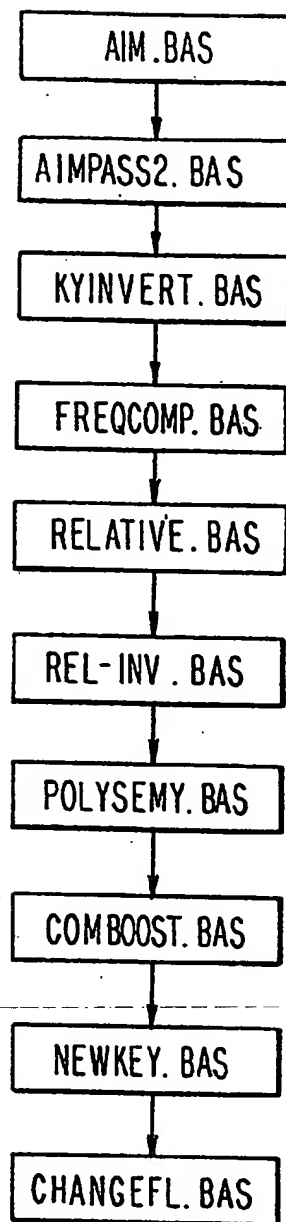 AIM.BAS
AIMPASS2. BAS
KYINVERT. BAS
FREQCOMP. BAS
RELATIVE. BAS
REL-INV . BAS
POLYSEMY. BAS
COMBOOST. BAS
NEWKEY. BAS
CHANGEFL. BAS